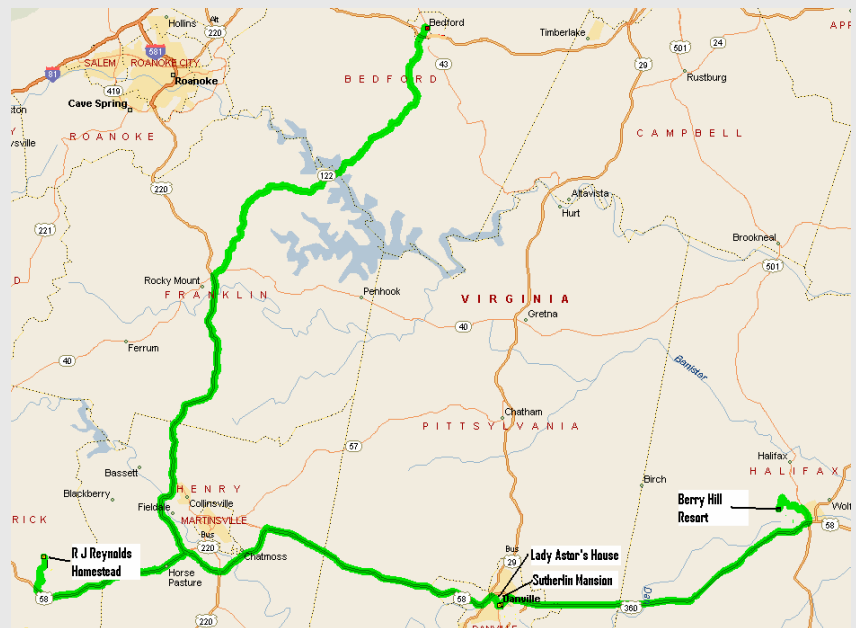 Hollins
Alt
220
Bedford
Timberlake
APP
501
24
581
SALEM
ROANOKE CITY
29
81
Roanoke
43
BEDFORD
Rustburg
419
Cave Spring
ysville
ROANOKE
CAMPBELL
122
220
Altavista
Hurt
221
Brookneal
501
D
Rocky Mount
FRANKLIN
Penhook
VIRGINIA
Gretna
40
Ferrum
40
Banister
Chatham
PITTSYLVANIA
57
Halifax
HALIFAX
Bassett
Birch
Blackberry
HENRY
Collinsville
Fieldale
Berry Hill
Resort
Wolt
58
RICK
MARTINSVILLE
Bus
220
Chatmoss
R J Reynolds
Homestead
Bus
29
Lady Astor's House
Horse
Pasture
Sutherlin Mansion
58
58
Danville
360
220
DANVILLE